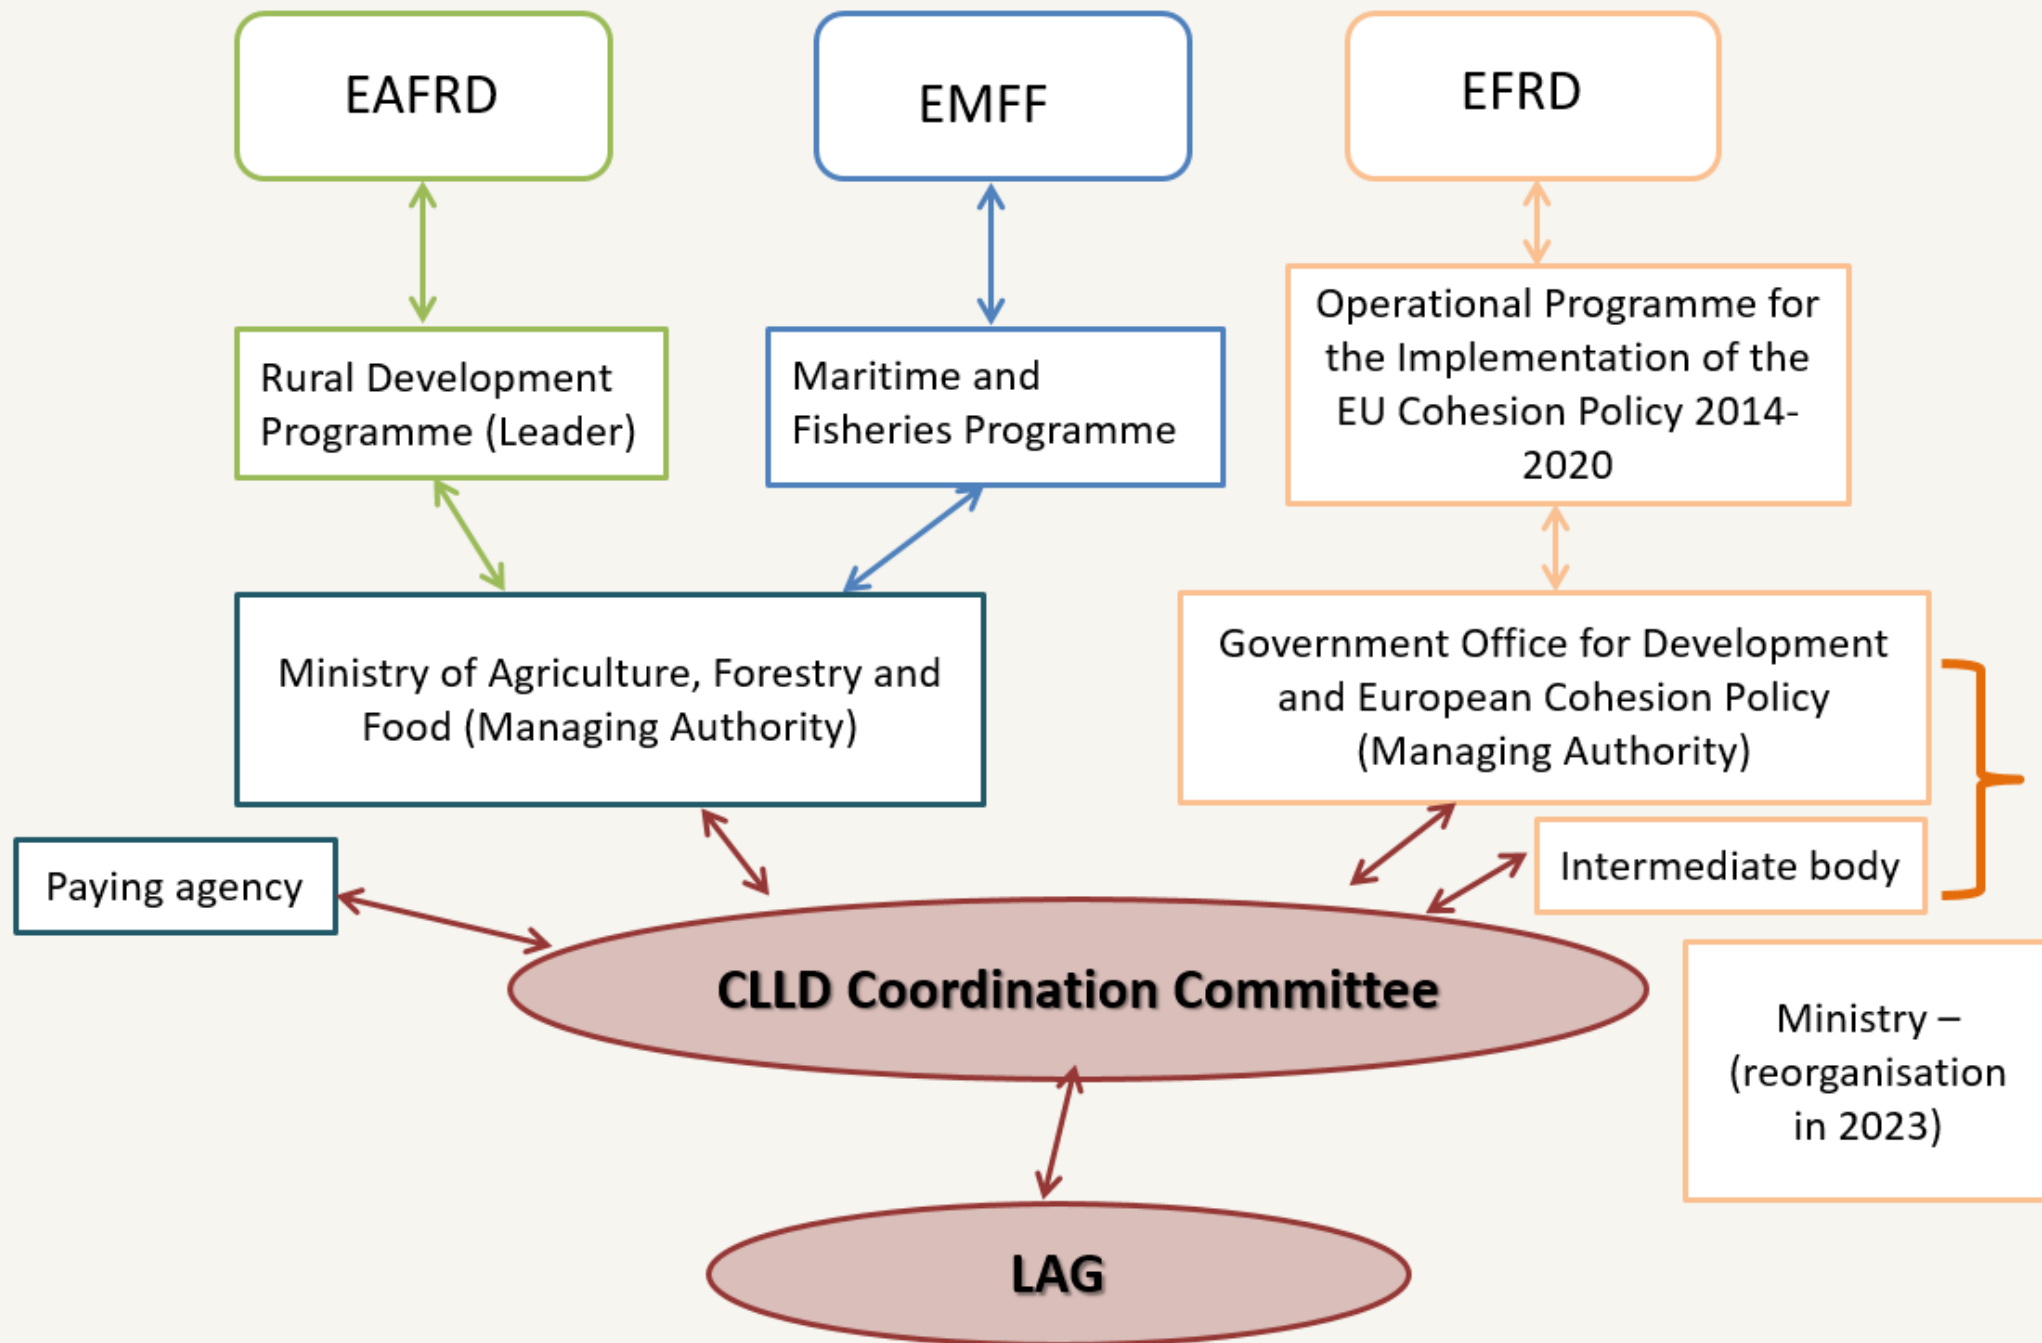 EAFRD
EMFF
EFRD
Rural Development
Programme (Leader)
Maritime and
Fisheries Programme
Operational Programme for
the Implementation of the
EU Cohesion Policy 2014-
2020
Ministry of Agriculture, Forestry and
Food (Managing Authority)
Government Office for Development
and European Cohesion Policy
(Managing Authority)
Paying agency
Intermediate body
CLLD Coordination Committee
Ministry –
(reorganisation
in 2023)
LAG